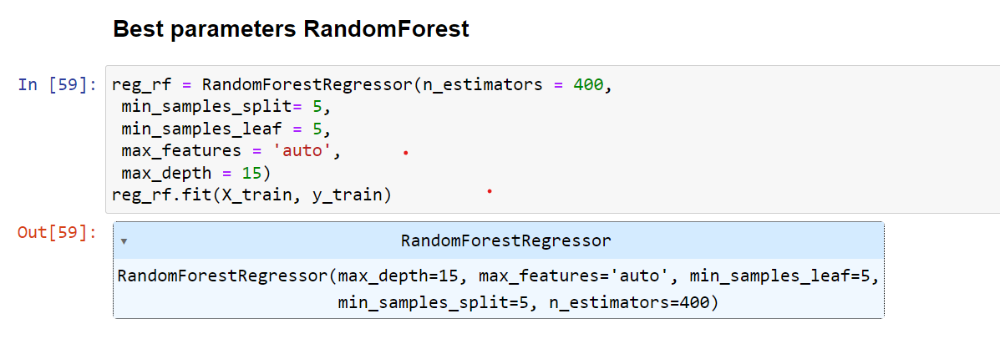 Best parameters RandomForest
In [59]: reg_rf = RandomForestRegressor(n_estimators = 400,
min_samples_split= 5,
min_samples_leaf = 5,
max_features = 'auto',
max_depth = 15)
reg_rf.fit(X_train, y_train)
Out[59]:
▾ RandomForestRegressor
RandomForestRegressor(max_depth=15, max_features='auto', min_samples_leaf=5,
min_samples_split=5, n_estimators=400)